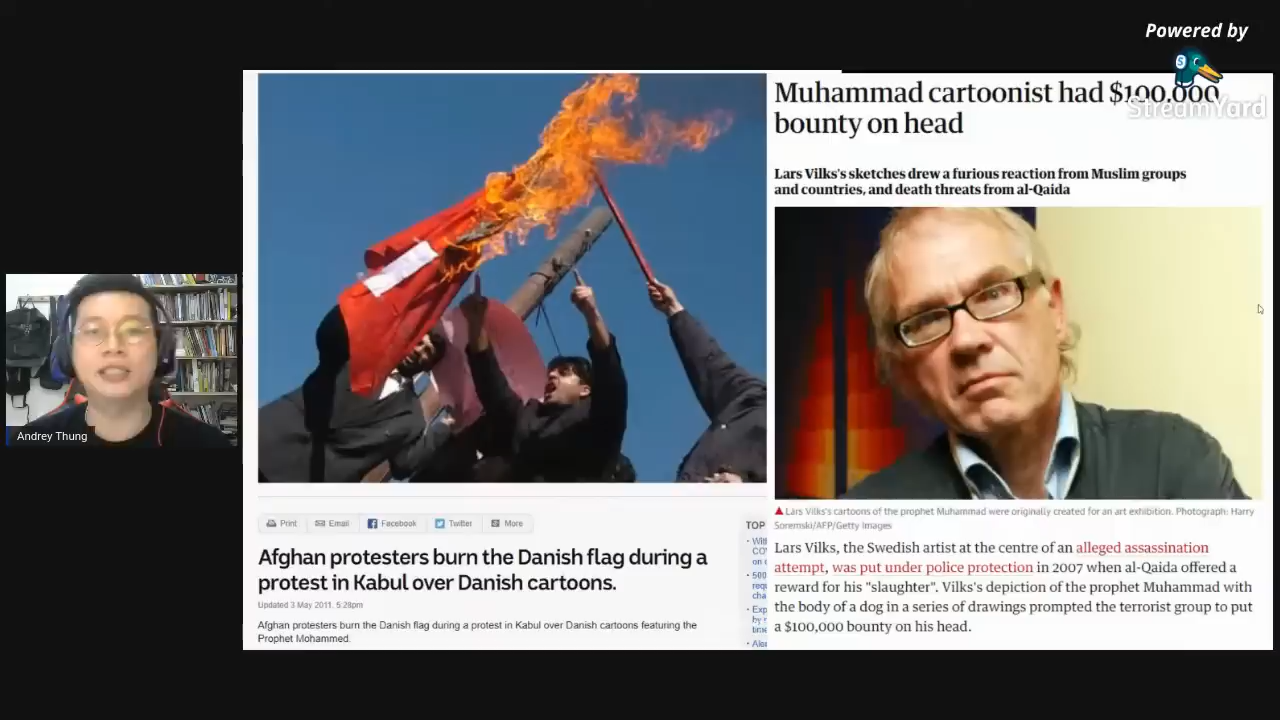 Powered by
StreamYard
Muhammad cartoonist had $100,000
bounty on head
Lars Vilks's sketches drew a furious reaction from Muslim groups
and countries, and death threats from al-Qaida
Andrey Thung
▲ Lars Vilks's cartoons of the prophet Muhammad were originally created for an art exhibition. Photograph: Harry
Soremski/AFP/Getty Images
Print Email Facebook Twitter More
TOP
Afghan protesters burn the Danish flag during a
protest in Kabul over Danish cartoons.
Updated 3 May 2011, 5:28pm
Afghan protesters burn the Danish flag during a protest in Kabul over Danish cartoons featuring the
Prophet Mohammed.
Lars Vilks, the Swedish artist at the centre of an alleged assassination
attempt, was put under police protection in 2007 when al-Qaida offered a
reward for his "slaughter". Vilks's depiction of the prophet Muhammad with
the body of a dog in a series of drawings prompted the terrorist group to put
a $100,000 bounty on his head.